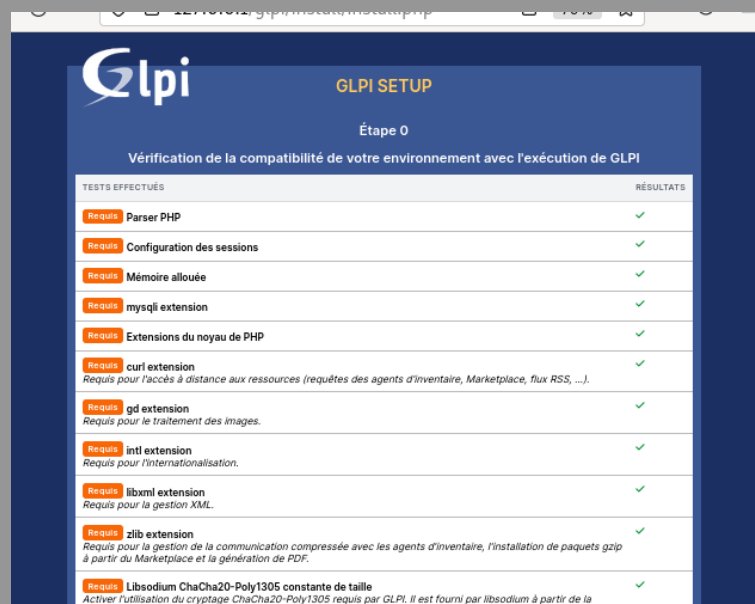 Glpi
GLPI SETUP
Étape 0
Vérification de la compatibilité de votre environnement avec l'exécution de GLPI
TESTS EFFECTUÉS RÉSULTATS
Requis Parser PHP
Requis Configuration des sessions
Requis Mémoire allouée
Requis mysqli extension
Requis Extensions du noyau de PHP
Requis curl extension
Requis pour l'accès à distance aux ressources (requêtes des agents d'inventaire, Marketplace, flux RSS, ...).
Requis gd extension
Requis pour le traitement des images.
Requis intl extension
Requis pour l'internationalisation.
Requis libxml extension
Requis pour la gestion XML.
Requis zlib extension
Requis pour la gestion de la communication compressée avec les agents d'inventaire, l'installation de paquets gzip
à partir du Marketplace et la génération de PDF.
Requis Libsodium ChaCha20-Poly1305 constante de taille
Activer l'utilisation du cryptage ChaCha20-Poly1305 requis par GLPI. Il est fourni par libsodium à partir de la